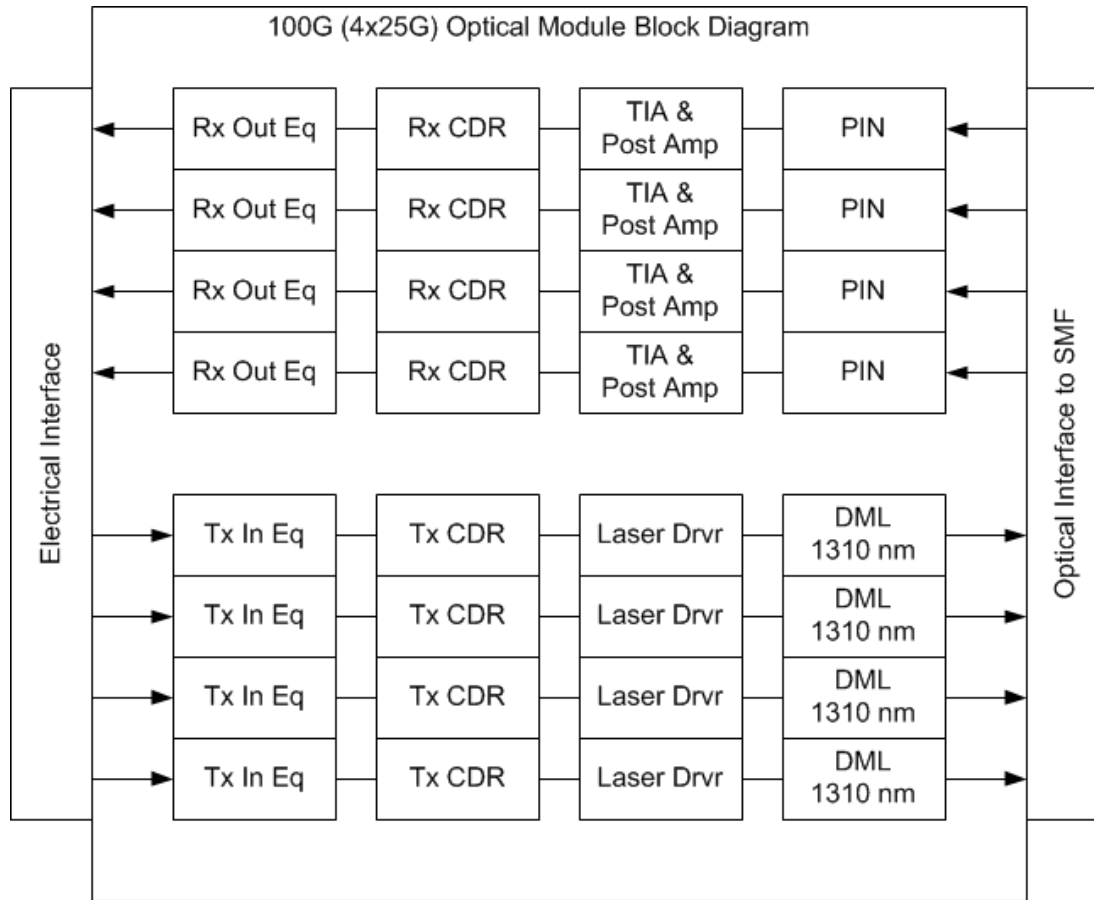 100G (4x25G) Optical Module Block Diagram
Electrical Interface
Rx Out Eq
Rx CDR
TIA &
Post Amp
PIN
Rx Out Eq
Rx CDR
TIA &
Post Amp
PIN
Rx Out Eq
Rx CDR
TIA &
Post Amp
PIN
Rx Out Eq
Rx CDR
TIA &
Post Amp
PIN
Tx In Eq
Tx CDR
Laser Drvr
DML
1310 nm
Tx In Eq
Tx CDR
Laser Drvr
DML
1310 nm
Tx In Eq
Tx CDR
Laser Drvr
DML
1310 nm
Tx In Eq
Tx CDR
Laser Drvr
DML
1310 nm
Optical Interface to SMF